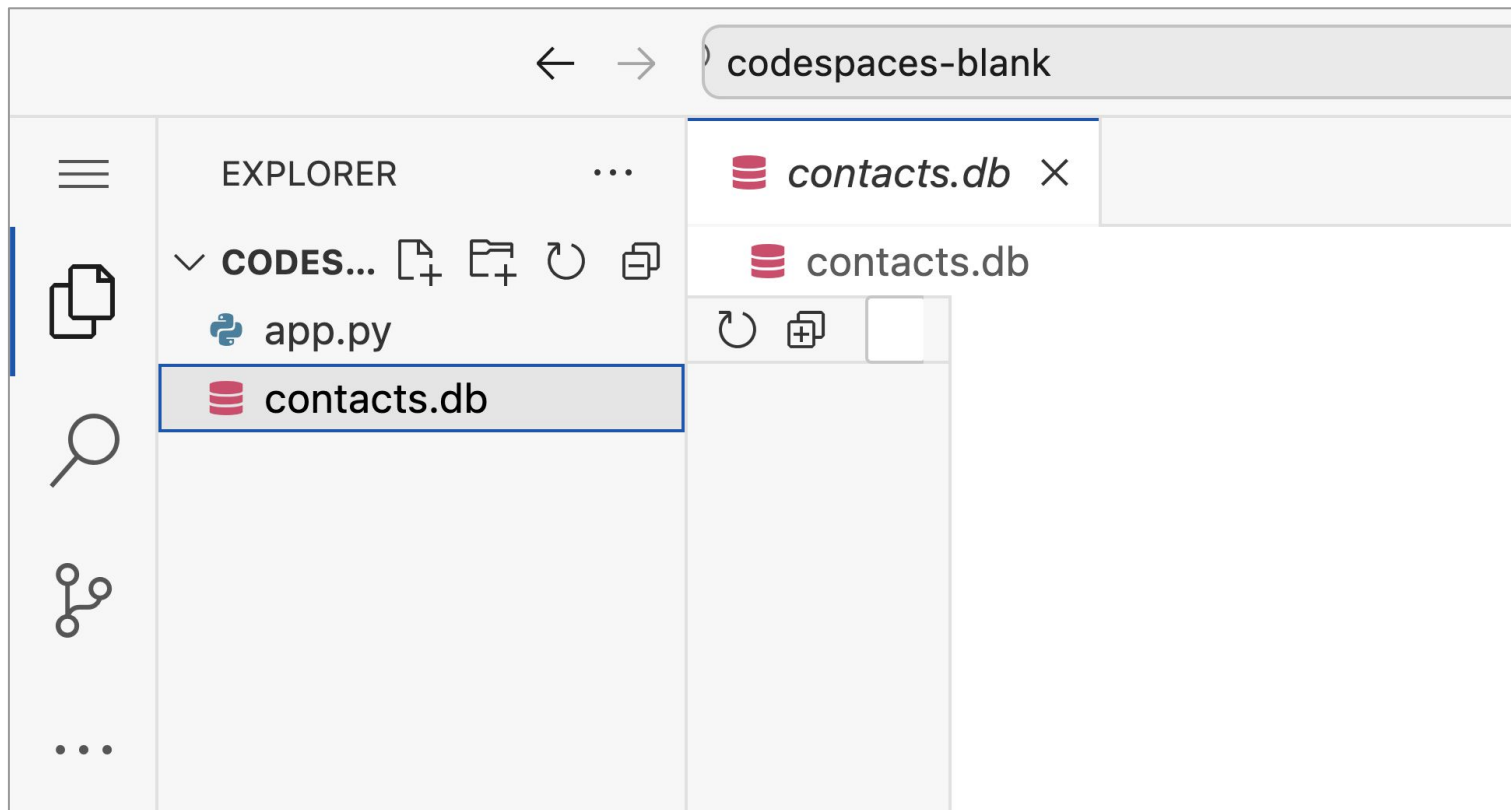 codespaces-blank
EXPLORER
contacts.db
CODES...
contacts.db
app.py
contacts.db